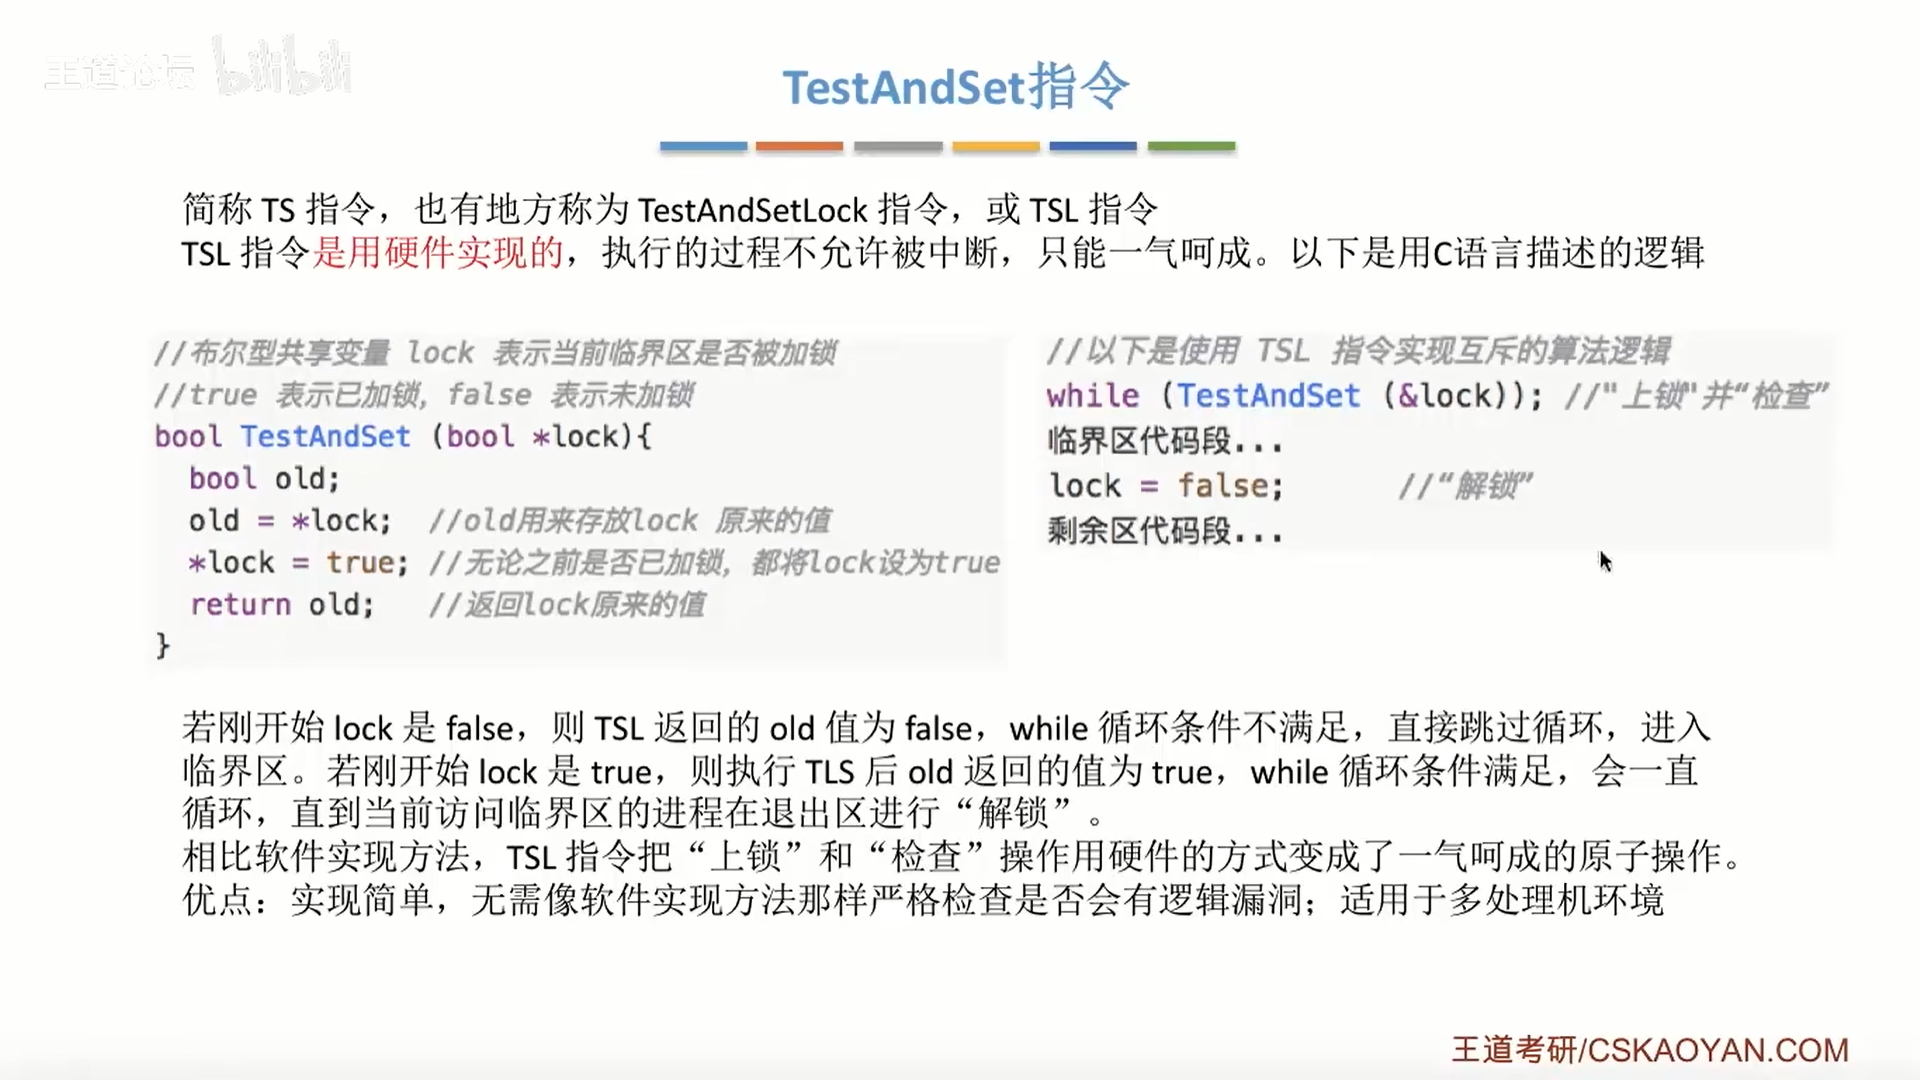 王道论坛 bilibili
TestAndSet指令
简称 TS 指令，也有地方称为 TestAndSetLock 指令，或 TSL 指令
TSL 指令是用硬件实现的，执行的过程不允许被中断，只能一气呵成。以下是用C语言描述的逻辑
//布尔型共享变量 lock 表示当前临界区是否被加锁
//true 表示已加锁，false 表示未加锁
bool TestAndSet (bool *lock){
bool old;
old = *lock; //old用来存放lock 原来的值
*lock = true; //无论之前是否已加锁，都将lock设为true
return old; //返回lock原来的值
}
//以下是使用 TSL 指令实现互斥的算法逻辑
while (TestAndSet (&lock)); //"上锁"并“检查”
临界区代码段...
lock = false; //“解锁”
剩余区代码段...
若刚开始 lock 是 false，则 TSL 返回的 old 值为 false，while 循环条件不满足，直接跳过循环，进入
临界区。若刚开始 lock 是 true，则执行 TLS 后 old 返回的值为 true，while 循环条件满足，会一直
循环，直到当前访问临界区的进程在退出区进行“解锁”。
相比软件实现方法，TSL 指令把“上锁”和“检查”操作用硬件的方式变成了一气呵成的原子操作。
优点：实现简单，无需像软件实现方法那样严格检查是否会有逻辑漏洞；适用于多处理机环境
王道考研/CSKAOYAN.COM